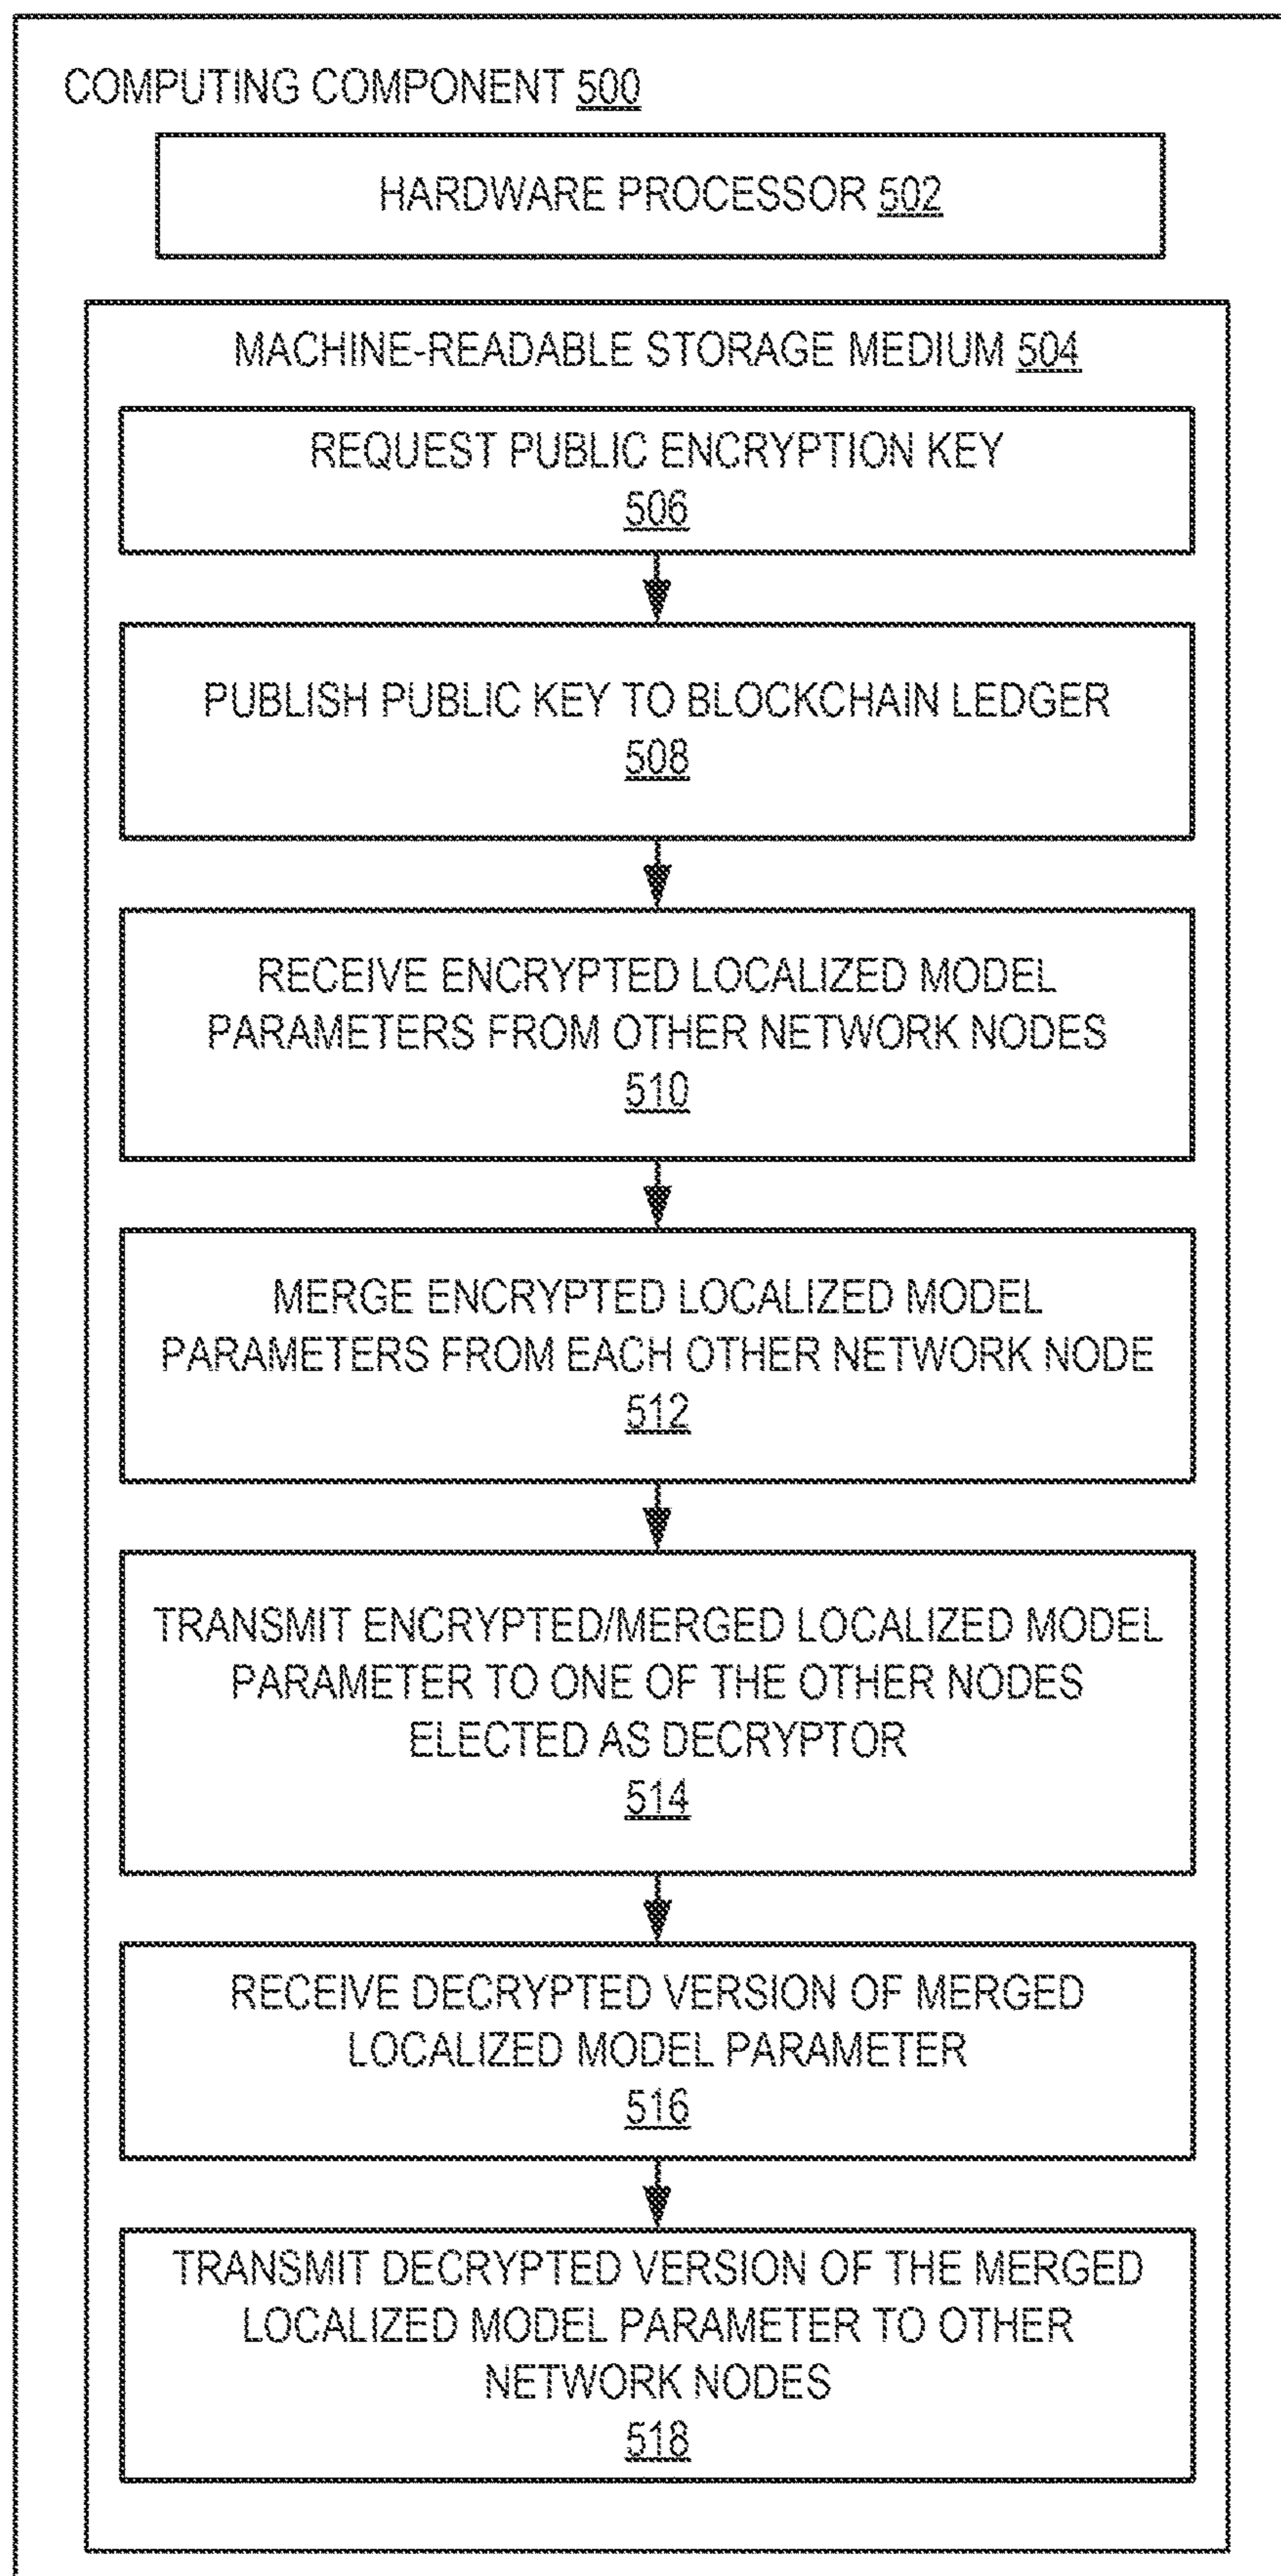 COMPUTING COMPONENT 500
HARDWARE PROCESSOR 502
MACHINE-READABLE STORAGE MEDIUM 504
REQUEST PUBLIC ENCRYPTION KEY
506
PUBLISH PUBLIC KEY TO BLOCKCHAIN LEDGER
508
RECEIVE ENCRYPTED LOCALIZED MODEL
PARAMETERS FROM OTHER NETWORK NODES
510
MERGE ENCRYPTED LOCALIZED MODEL
PARAMETERS FROM EACH OTHER NETWORK NODE
512
TRANSMIT ENCRYPTED/MERGED LOCALIZED MODEL
PARAMETER TO ONE OF THE OTHER NODES
ELECTED AS DECRYPTOR
514
RECEIVE DECRYPTED VERSION OF MERGED
LOCALIZED MODEL PARAMETER
516
TRANSMIT DECRYPTED VERSION OF THE MERGED
LOCALIZED MODEL PARAMETER TO OTHER
NETWORK NODES
518